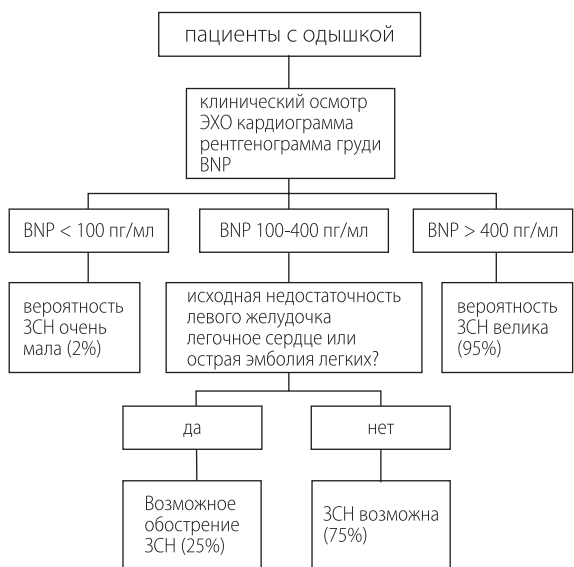 пациенты с одышкой
клинический осмотр
ЭХО кардиограмма
рентгенограмма груди
BNP
BNP < 100 пг/мл
BNP 100-400 пг/мл
BNP > 400 пг/мл
вероятность
ЗСН очень
мала (2%)
исходная недостаточность
левого желудочка
легочное сердце или
острая эмболия легких?
вероятность
ЗСН велика
(95%)
да
нет
Возможное
обострение
ЗСН (25%)
ЗСН возможна
(75%)